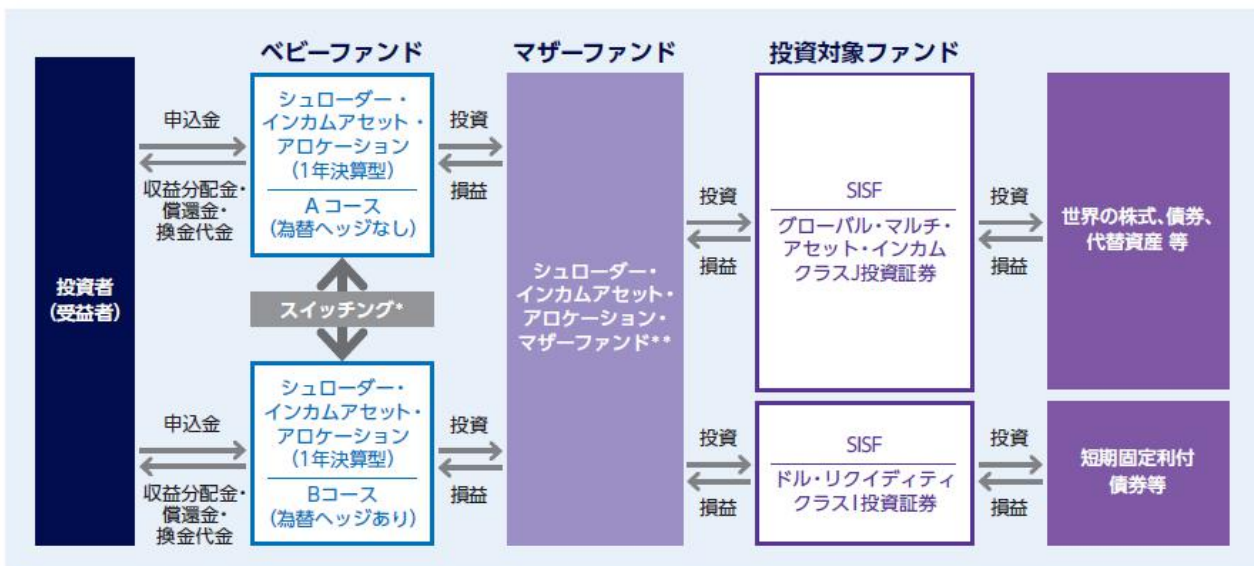 ベビーファンド
マザーファンド
投資対象ファンド
投資者
(受益者)
申込金
収益分配金・
償還金・
換金代金
シュローダー・
インカムアセット・
アロケーション
(1年決算型)
Aコース
(為替ヘッジなし)
投資
損益
スイッチング*
申込金
収益分配金・
償還金・
換金代金
シュローダー・
インカムアセット・
アロケーション
(1年決算型)
Bコース
(為替ヘッジあり)
投資
損益
シュローダー・
インカムアセット・
アロケーション・
マザーファンド**
投資
損益
SISF
グローバル・マルチ・
アセット・インカム
クラスJ投資証券
投資
損益
世界の株式、債券、
代替資産 等
投資
損益
SISF
ドル・リクイディティ
クラスI投資証券
投資
損益
短期固定利付
債券等